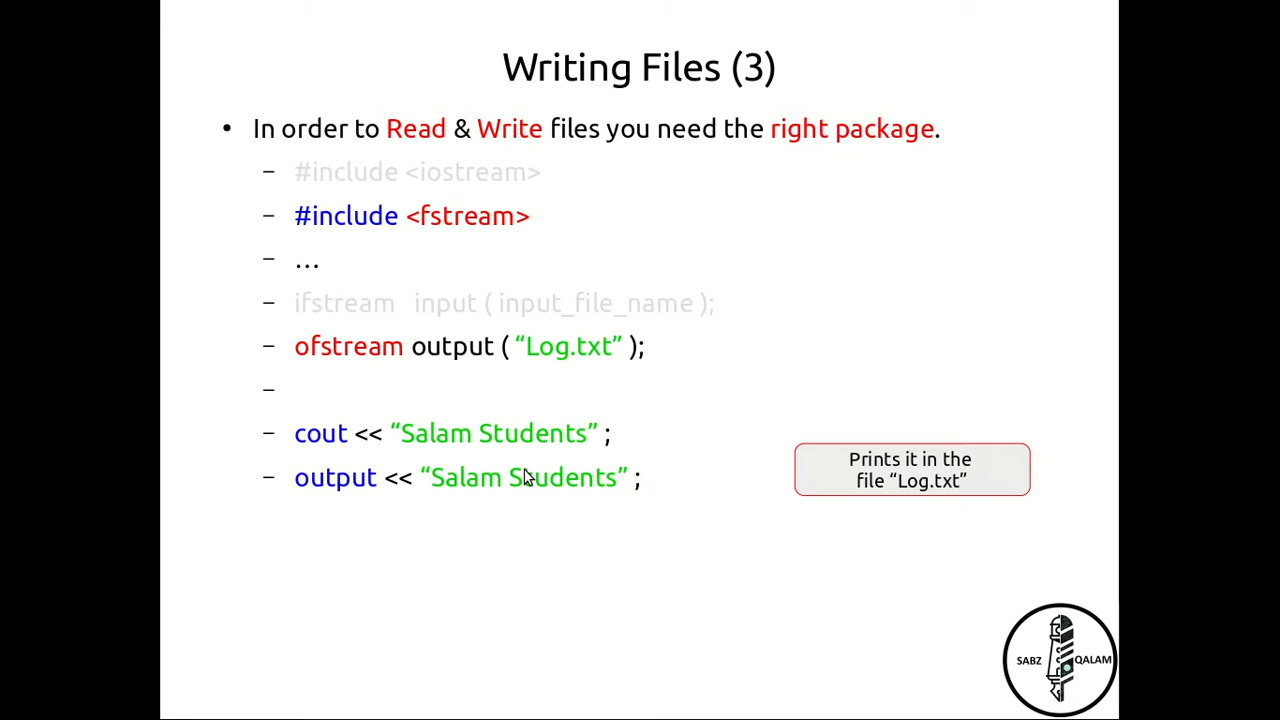 Writing Files (3)
• In order to Read & Write files you need the right package.
– #include <iostream>
– #include <fstream>
– …
– ifstream input ( input_file_name );
– ofstream output ( “Log.txt” );
–
– cout << “Salam Students” ;
– output << “Salam Students” ;
Prints it in the
file “Log.txt”
SABZ QALAM